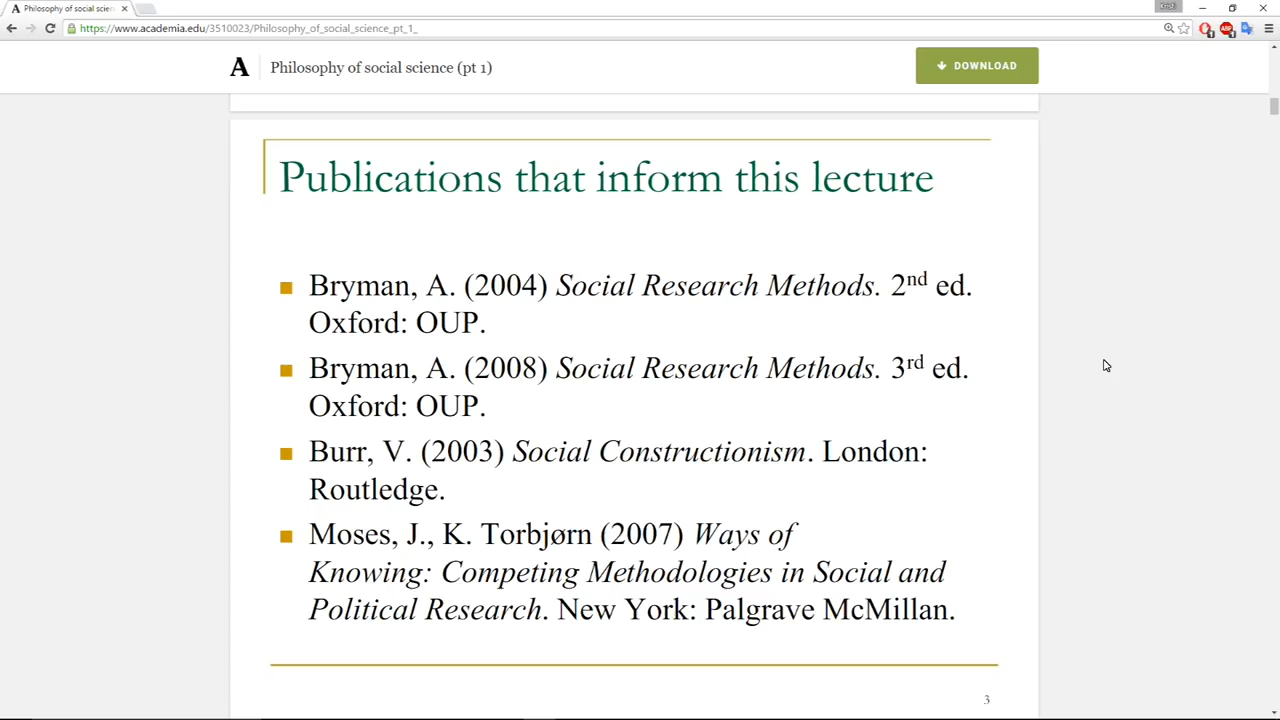 Philosophy of social scien
https://www.academia.edu/3510023/Philosophy_of_social_science_pt_1_
A
Philosophy of social science (pt 1)
DOWNLOAD
Publications that inform this lecture
Bryman, A. (2004) Social Research Methods. 2nd ed.
Oxford: OUP.
Bryman, A. (2008) Social Research Methods. 3rd ed.
Oxford: OUP.
Burr, V. (2003) Social Constructionism. London:
Routledge.
Moses, J., K. Torbjørn (2007) Ways of
Knowing: Competing Methodologies in Social and
Political Research. New York: Palgrave McMillan.
3